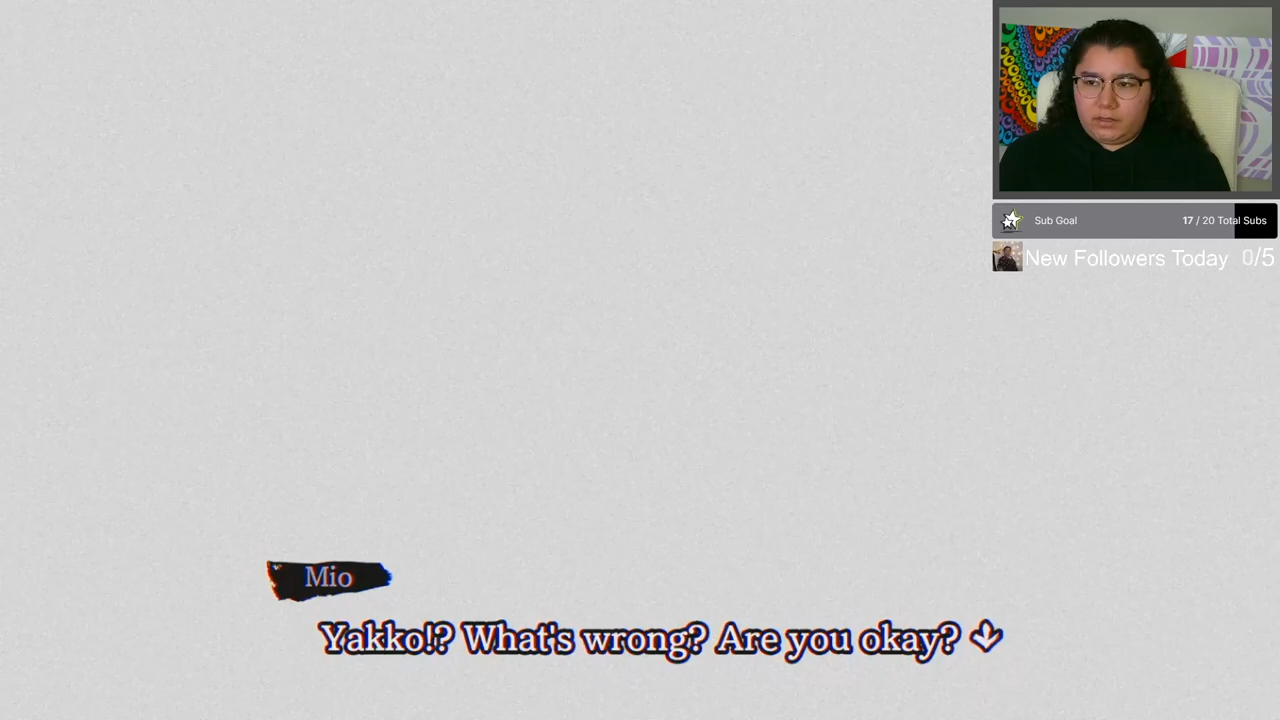 Sub Goal
17 / 20 Total Subs
New Followers Today 0/5
Mio
Yakko!? What's wrong? Are you okay?